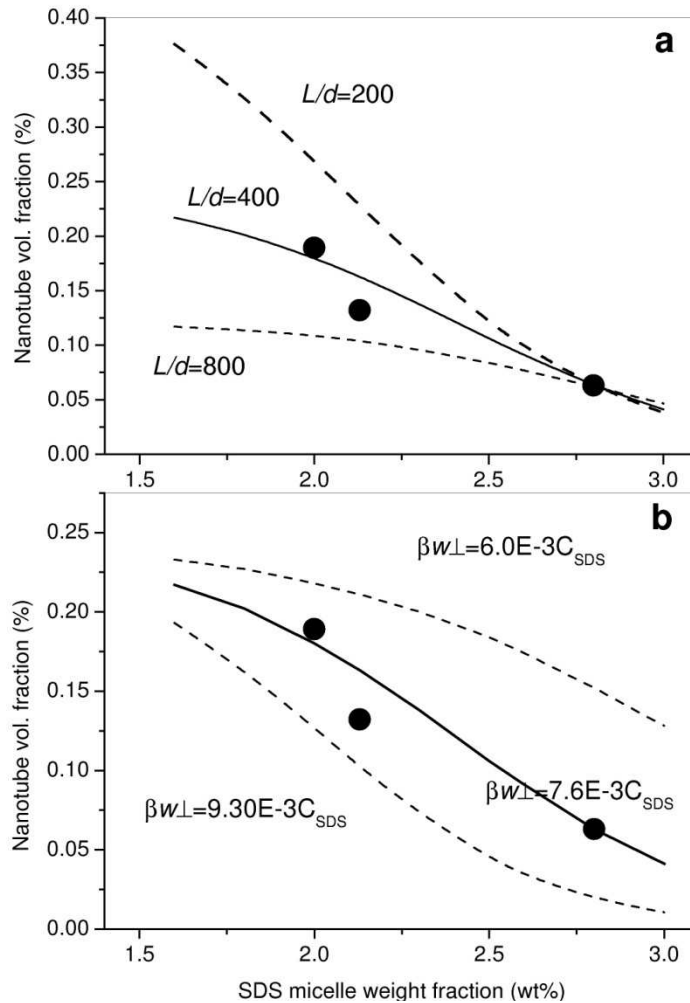 a
0.40
0.35
0.30
0.25
0.20
0.15
0.10
0.05
0.00
Nanotube vol. fraction (%)
L/d=200
L/d=400
L/d=800
1.5 2.0 2.5 3.0
b
0.25
0.20
0.15
0.10
0.05
0.00
Nanotube vol. fraction (%)
βw⊥=6.0E-3C_SDS
βw⊥=7.6E-3C_SDS
βw⊥=9.30E-3C_SDS
1.5 2.0 2.5 3.0
SDS micelle weight fraction (wt%)